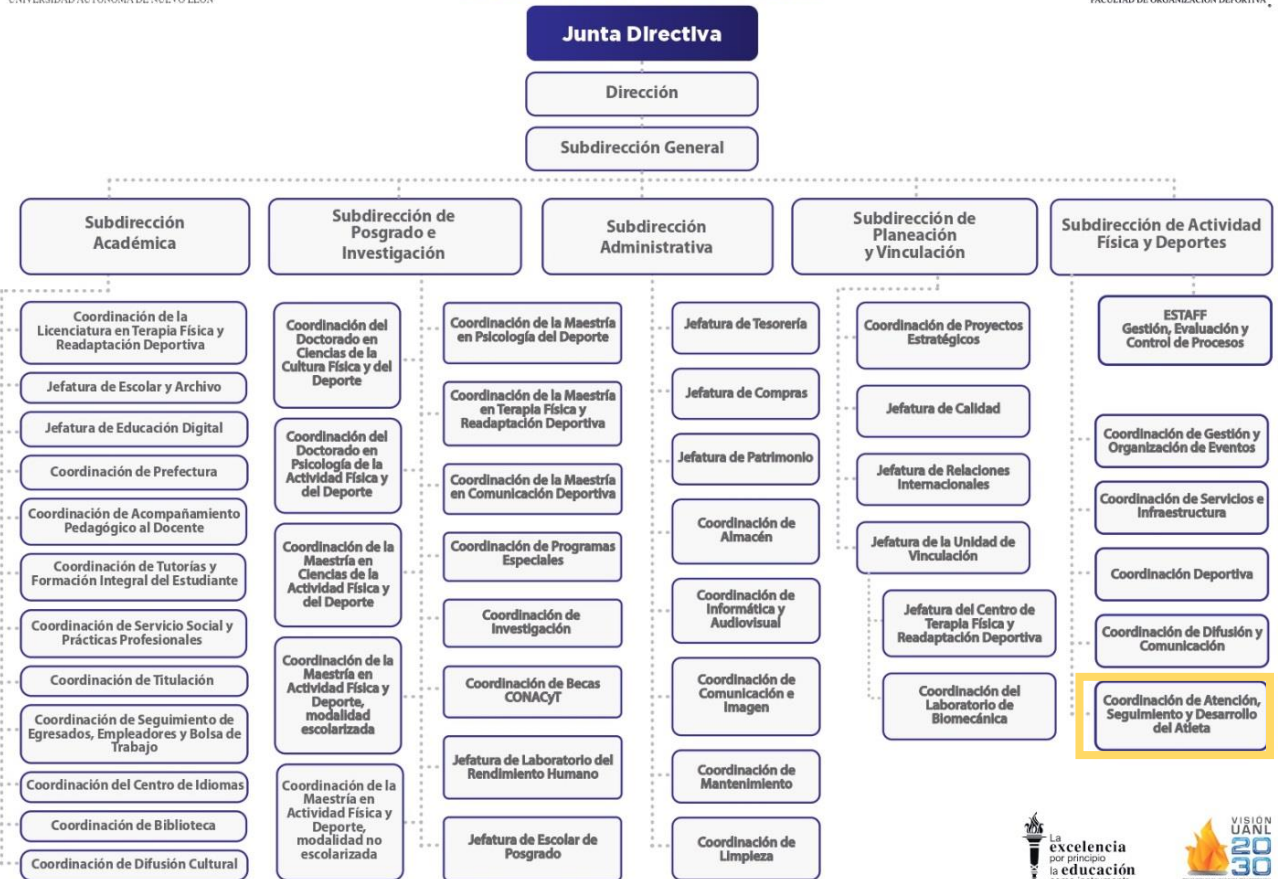 UNIVERSIDAD AUTÓNOMA DE NUEVO LEÓN
FACULTAD DE ORGANIZACIÓN DEPORTIVA
Junta Directiva
Dirección
Subdirección General
Subdirección
Académica
Subdirección de
Posgrado e
Investigación
Subdirección
Administrativa
Subdirección de
Planeación
y Vinculación
Subdirección de Actividad
Física y Deportes
Coordinación de la
Licenciatura en Terapia Física y
Readaptación Deportiva
Jefatura de Escolar y Archivo
Jefatura de Educación Digital
Coordinación de Prefectura
Coordinación de Acompañamiento
Pedagógico al Docente
Coordinación de Tutorías y
Formación Integral del Estudiante
Coordinación de Servicio Social y
Prácticas Profesionales
Coordinación de Titulación
Coordinación de Seguimiento de
Egresados, Empleadores y Bolsa de
Trabajo
Coordinación del Centro de Idiomas
Coordinación de Biblioteca
Coordinación de Difusión Cultural
Coordinación del
Doctorado en
Ciencias de la
Cultura Física y del
Deporte
Coordinación del
Doctorado en
Psicología de la
Actividad Física y
del Deporte
Coordinación de la
Maestría en
Ciencias de la
Actividad Física y
del Deporte
Coordinación de la
Maestría en
Actividad Física y
Deporte,
modalidad
escolarizada
Coordinación de la
Maestría en
Actividad Física y
Deporte,
modalidad no
escolarizada
Coordinación de la Maestría
en Psicología del Deporte
Coordinación de la Maestría
en Terapia Física y
Readaptación Deportiva
Coordinación de la Maestría
en Comunicación Deportiva
Coordinación de Programas
Especiales
Coordinación de
Investigación
Coordinación de Becas
CONACyT
Jefatura de Laboratorio del
Rendimiento Humano
Jefatura de Escolar de
Posgrado
Jefatura de Tesorería
Jefatura de Compras
Jefatura de Patrimonio
Coordinación de
Almacén
Coordinación de
Informática y
Audiovisual
Coordinación de
Comunicación e
Imagen
Coordinación de
Mantenimiento
Coordinación de
Limpieza
Coordinación de Proyectos
Estratégicos
Jefatura de Calidad
Jefatura de Relaciones
Internacionales
Jefatura de la Unidad de
Vinculación
Jefatura del Centro de
Terapia Física y
Readaptación Deportiva
Coordinación del
Laboratorio de
Biomecánica
ESTAFF
Gestión, Evaluación y
Control de Procesos
Coordinación de Gestión y
Organización de Eventos
Coordinación de Servicios e
Infraestructura
Coordinación Deportiva
Coordinación de Difusión y
Comunicación
Coordinación de Atención,
Seguimiento y Desarrollo
del Atleta
La
excelencia
por principio
la educación
VISIÓN
UANL
20
30